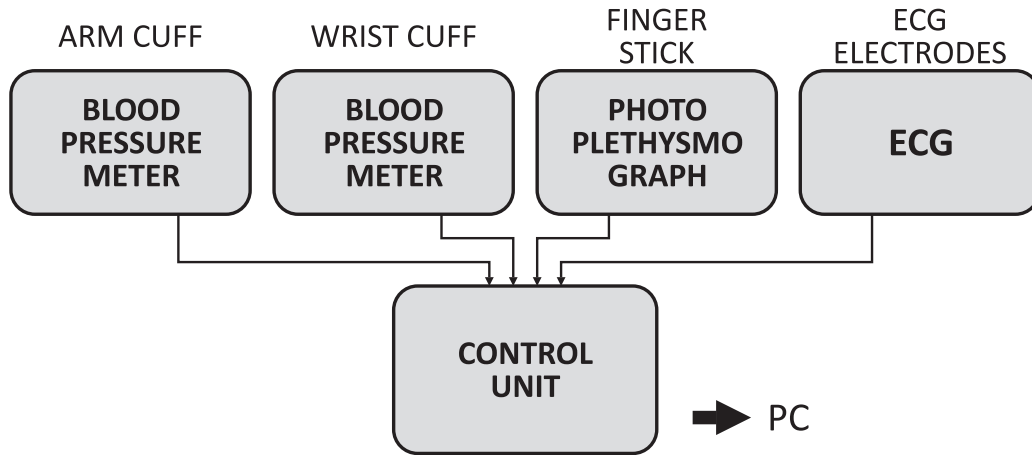 ARM CUFF
WRIST CUFF
FINGER
STICK
ECG
ELECTRODES
BLOOD
PRESSURE
METER
BLOOD
PRESSURE
METER
PHOTO
PLETHYSMO
GRAPH
ECG
CONTROL
UNIT
PC